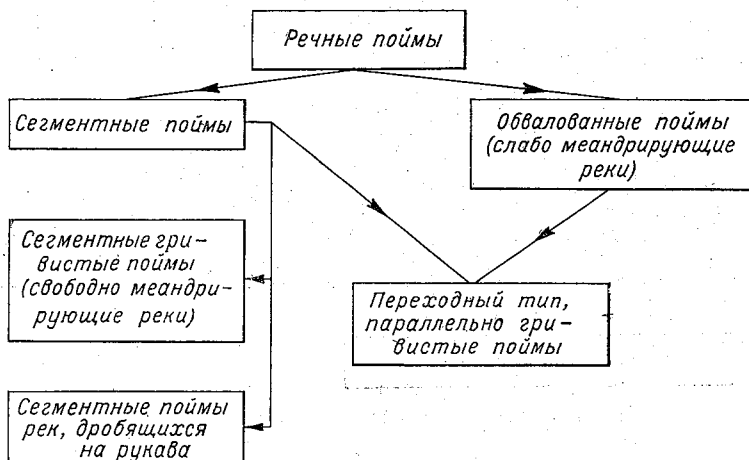 Речные поймы
Сегментные поймы
Обвалованные поймы
(слабо меандрирующие
реки)
Сегментные гри-
вистые поймы
(свободно меандри-
рующие реки)
Переходный тип,
параллельно гри-
вистые поймы
Сегментные поймы
рек, дробящихся
на рукава